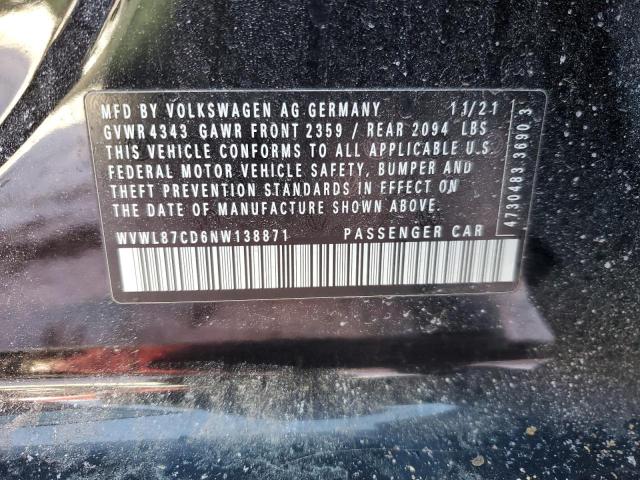 MFD BY VOLKSWAGEN AG GERMANY 11/21
GVWR 4343 GAWR FRONT 2359 / REAR 2094 LBS
THIS VEHICLE CONFORMS TO ALL APPLICABLE U.S.
FEDERAL MOTOR VEHICLE SAFETY, BUMPER AND
THEFT PREVENTION STANDARDS IN EFFECT ON
THE DATE OF MANUFACTURE SHOWN ABOVE.
WVWL87CD6NW138871 PASSENGER CAR
4730483.3690.3